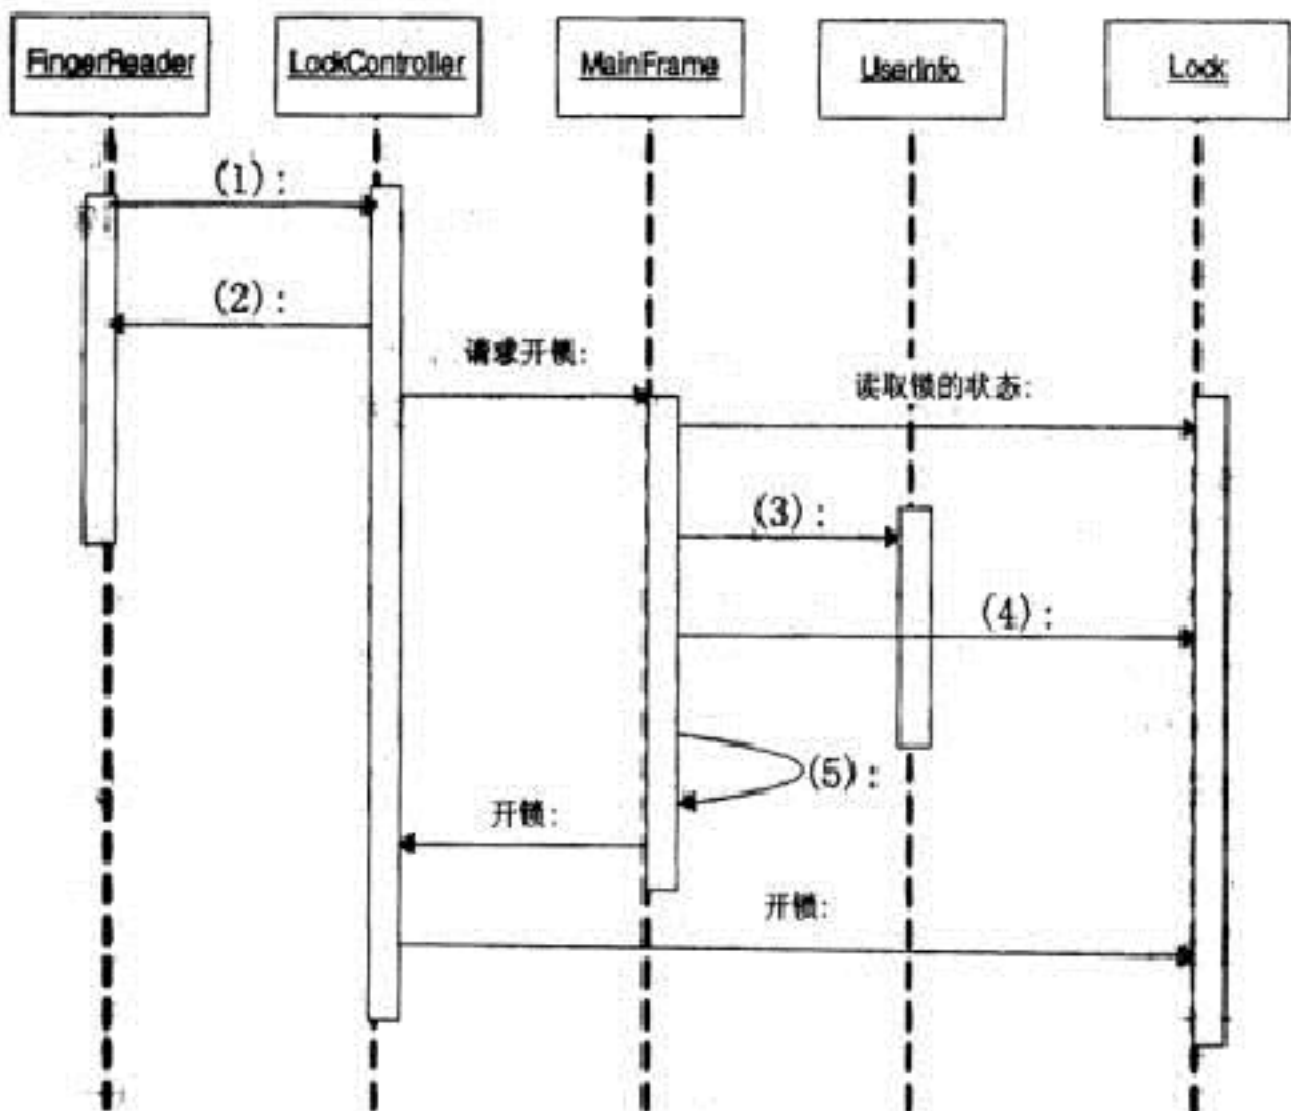 FingerReader
LockController
MainFrame
UserInfo
Lock
(1):
(2):
请求开锁:
读取锁的状态:
(3):
(4):
(5):
开锁:
开锁: